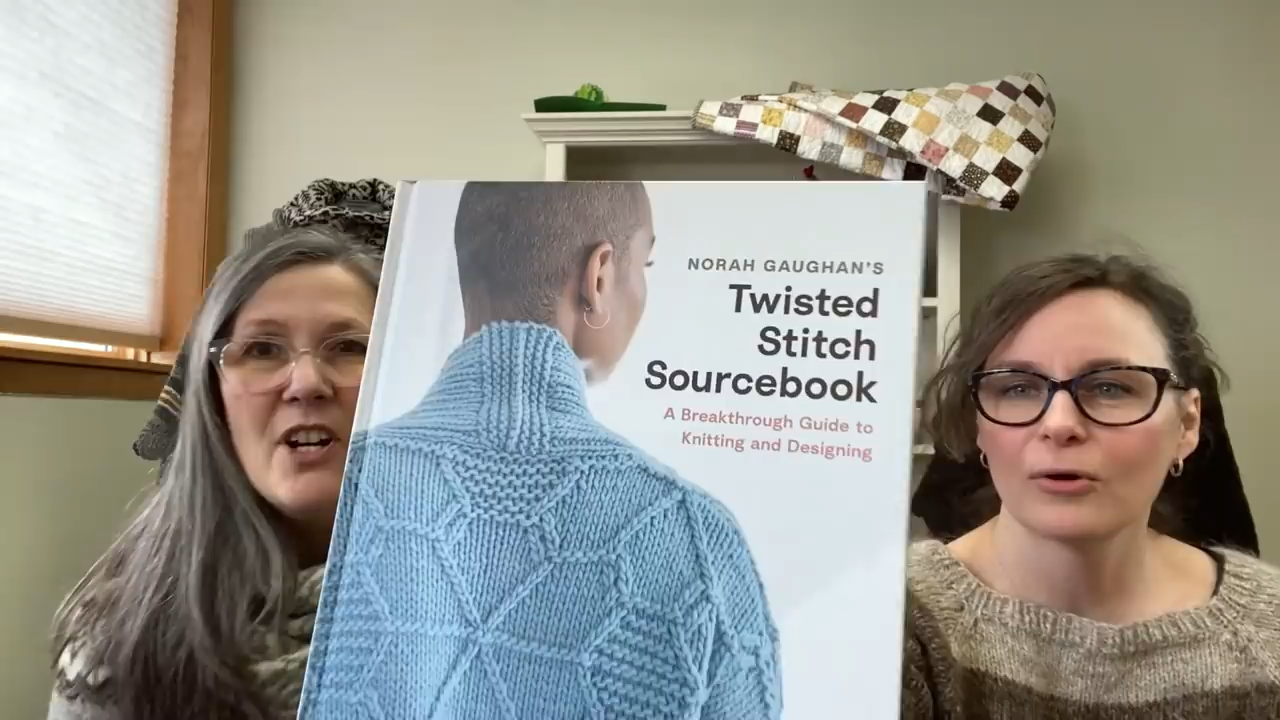 NORAH GAUGHAN'S
Twisted
Stitch
Sourcebook
A Breakthrough Guide to
Knitting and Designing